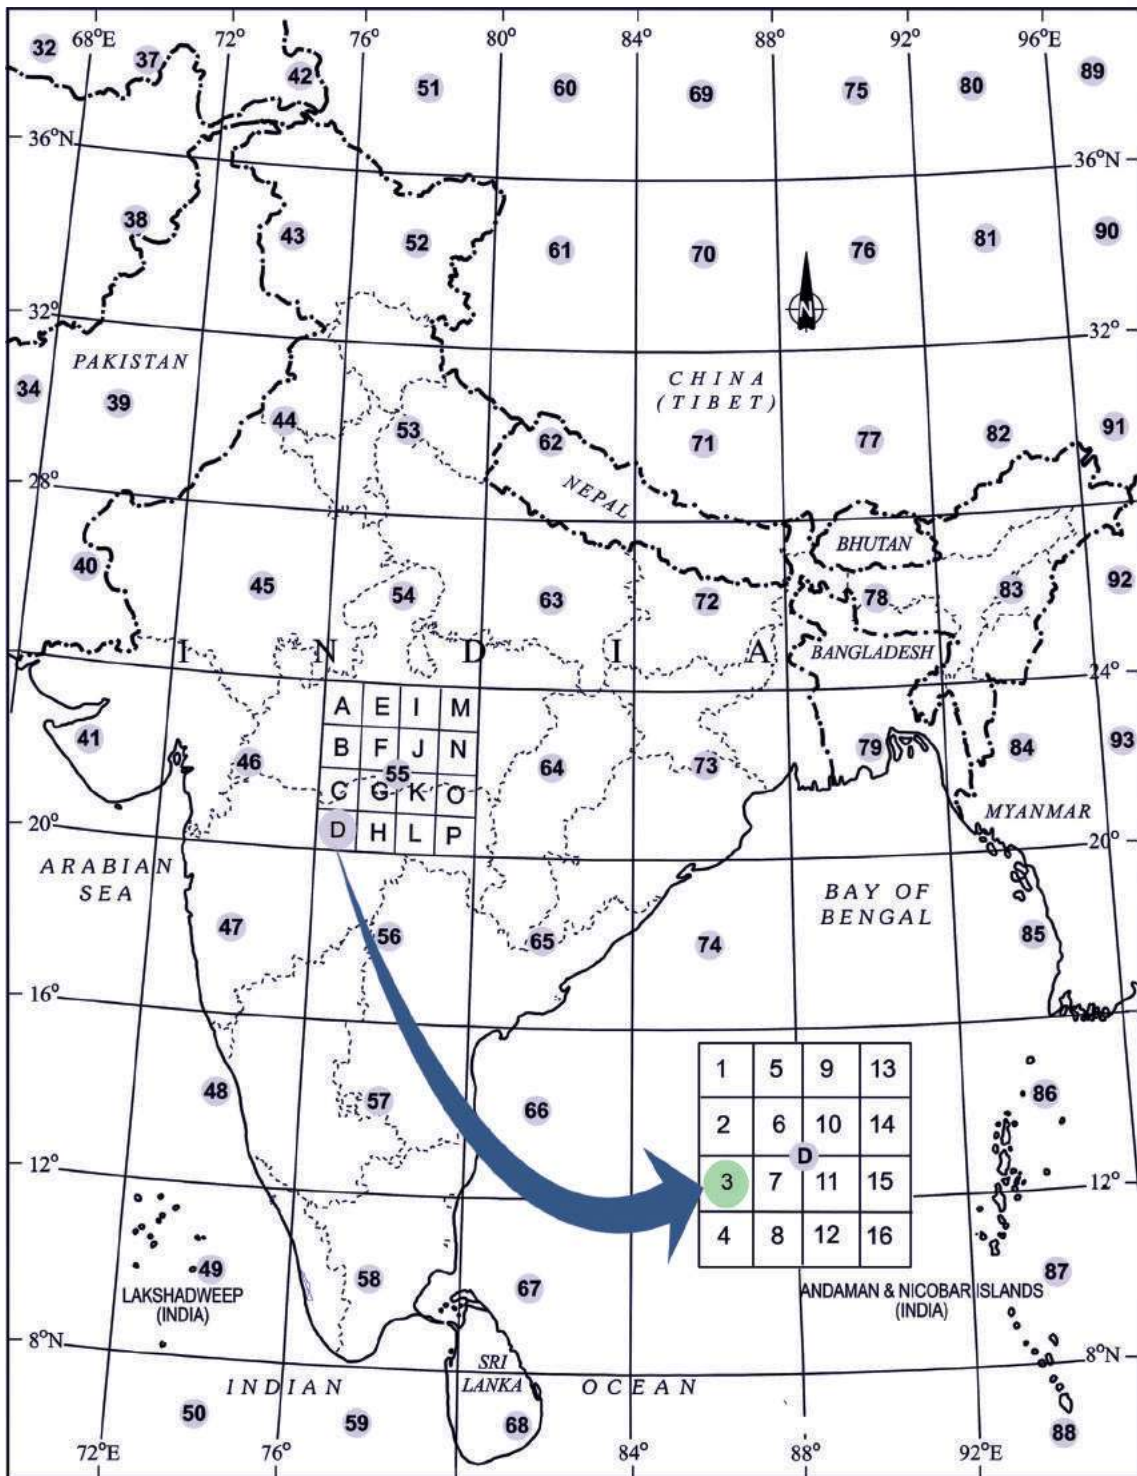 68°E 72° 76° 80° 84° 88° 92° 96°E
32 37 42 51 60 69 75 80 89
36°N 36°N
38 43 52 61 70 76 81 90
N
32° 32°
PAKISTAN
CHINA
(TIBET)
34 39 44 53 62 71 77 82 91
28°
28°
NEPAL
BHUTAN
40 45 54 63 72 78 83 92
I N D I A
BANGLADESH
24°
A E I M
B F J N
41 46 55 64 73 79 84 93
C G K O
D H L P
MYANMAR
20° 20°
ARABIAN
SEA
BAY OF
BENGAL
47 56 65 74 85
16° 16°
48 57 66 86
1 5 9 13
2 6 10 14
D
3 7 11 15
4 8 12 16
12° 12°
49 58 67 87
LAKSHADWEEP
(INDIA)
ANDAMAN & NICOBAR ISLANDS
(INDIA)
8°N 8°N
SRI
LANKA
INDIAN OCEAN
50 59 68 88
72°E 76° 80° 84° 88° 92°E